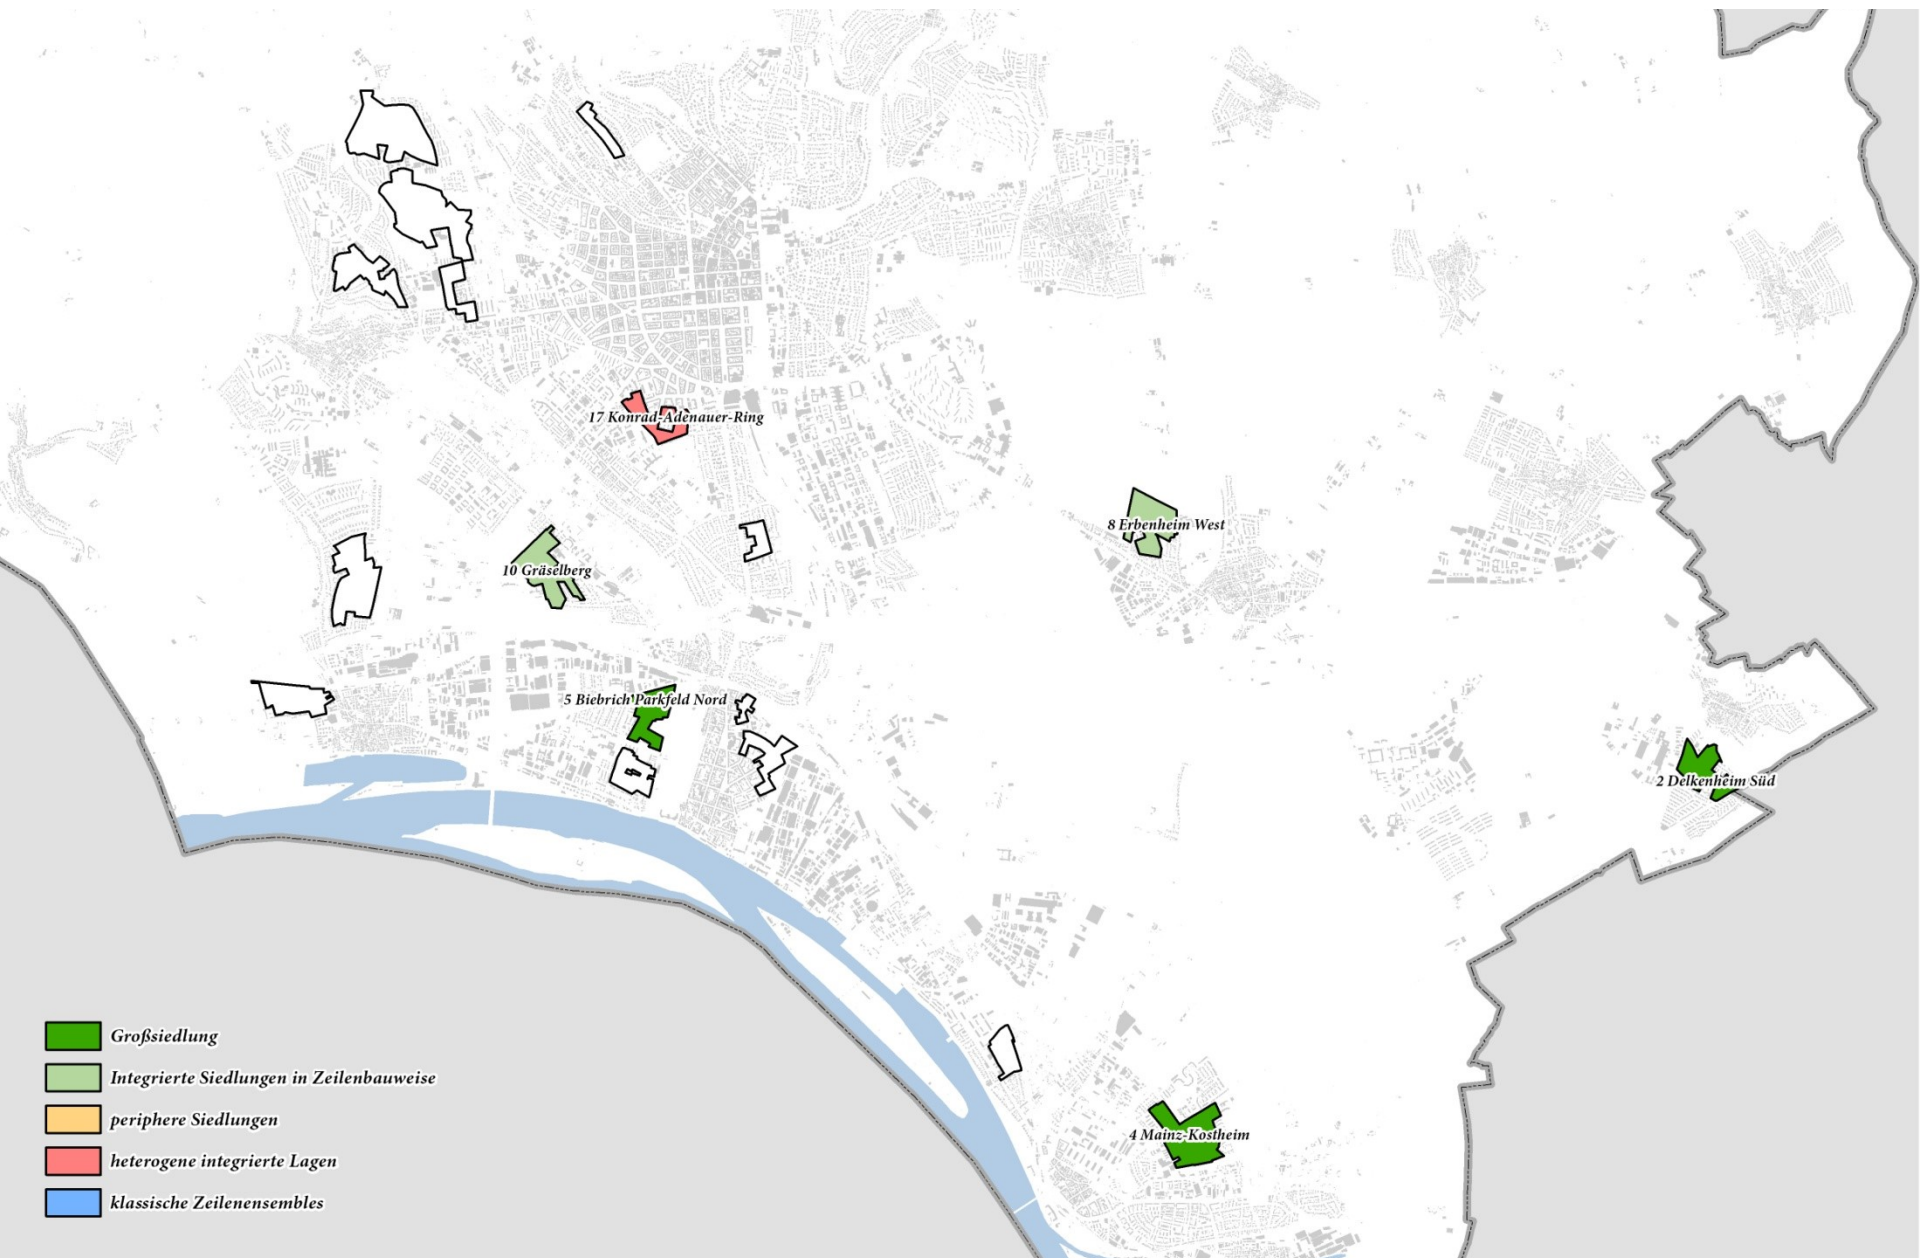 17 Konrad-Adenauer-Ring
8 Erbenheim West
10 Gräselberg
5 Biebrich Parkfeld Nord
2 Delkenheim Süd
4 Mainz-Kostheim
Großsiedlung
Integrierte Siedlungen in Zeilenbauweise
periphere Siedlungen
heterogene integrierte Lagen
klassische Zeilenensembles